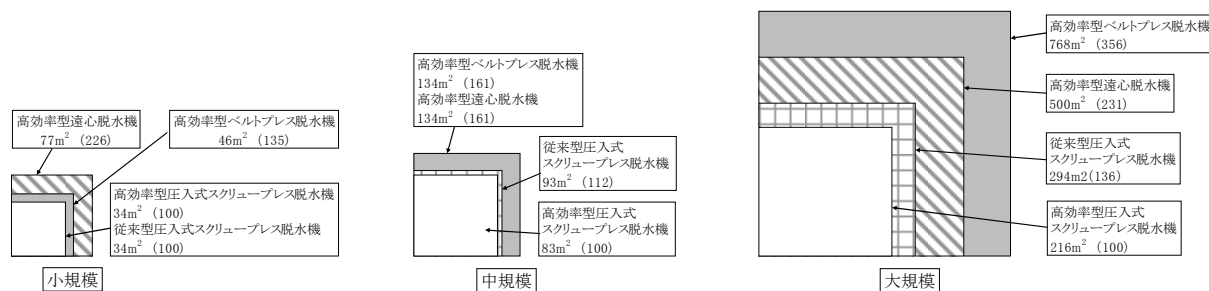 高効率型遠心脱水機
77m² (226)
高効率型ベルトプレス脱水機
46m² (135)
高効率型圧入式スクリュープレス脱水機
34m² (100)
従来型圧入式スクリュープレス脱水機
34m² (100)
小規模
高効率型ベルトプレス脱水機
134m² (161)
高効率型遠心脱水機
134m² (161)
従来型圧入式
スクリュープレス脱水機
93m² (112)
高効率型圧入式
スクリュープレス脱水機
83m² (100)
中規模
高効率型ベルトプレス脱水機
768m² (356)
高効率型遠心脱水機
500m² (231)
従来型圧入式
スクリュープレス脱水機
294m2(136)
高効率型圧入式
スクリュープレス脱水機
216m² (100)
大規模